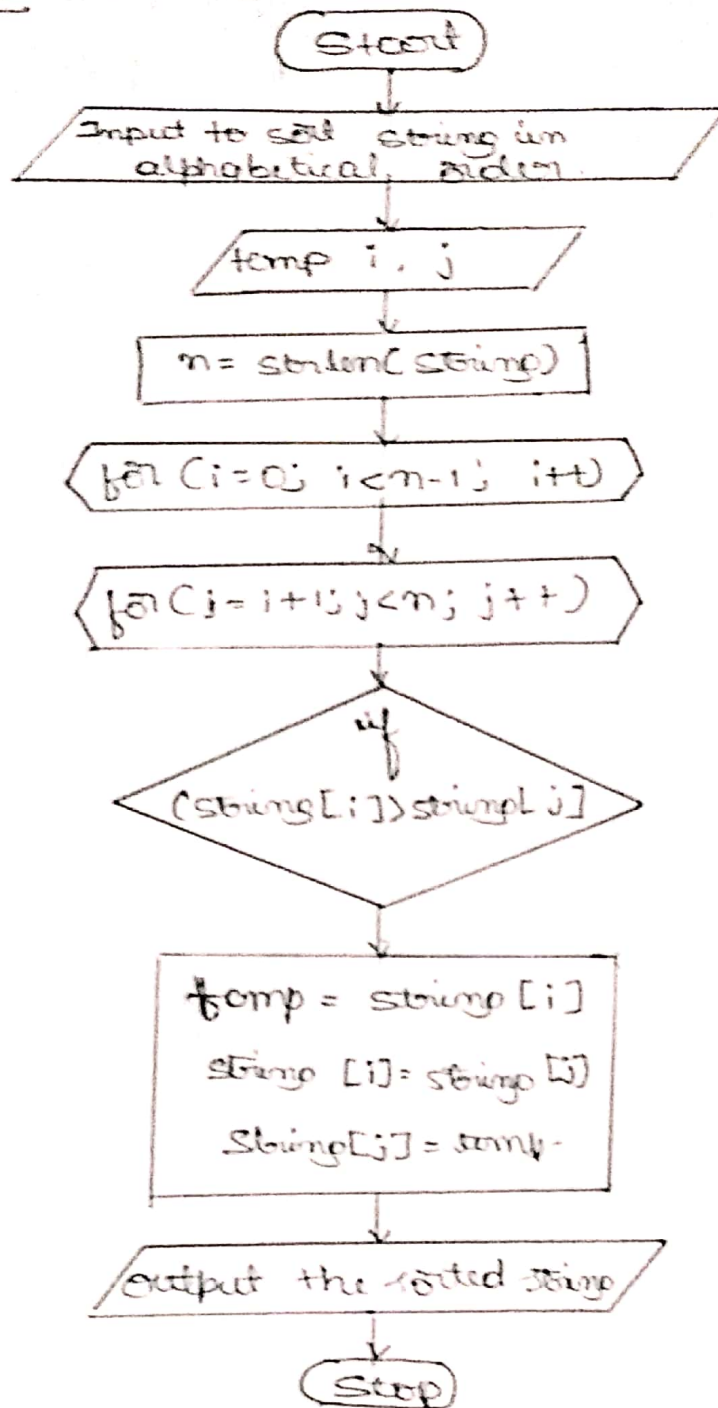 Start
Input to sort string in
alphabetical order.
temp i, j
n = strlen(string)
for (i=0; i<n-1; i++)
for (j=i+1; j<n; j++)
if
(string[i])>string[j]
temp = string [i]
string [i] = string [j]
String[j] = temp.
output the sorted string
Stop